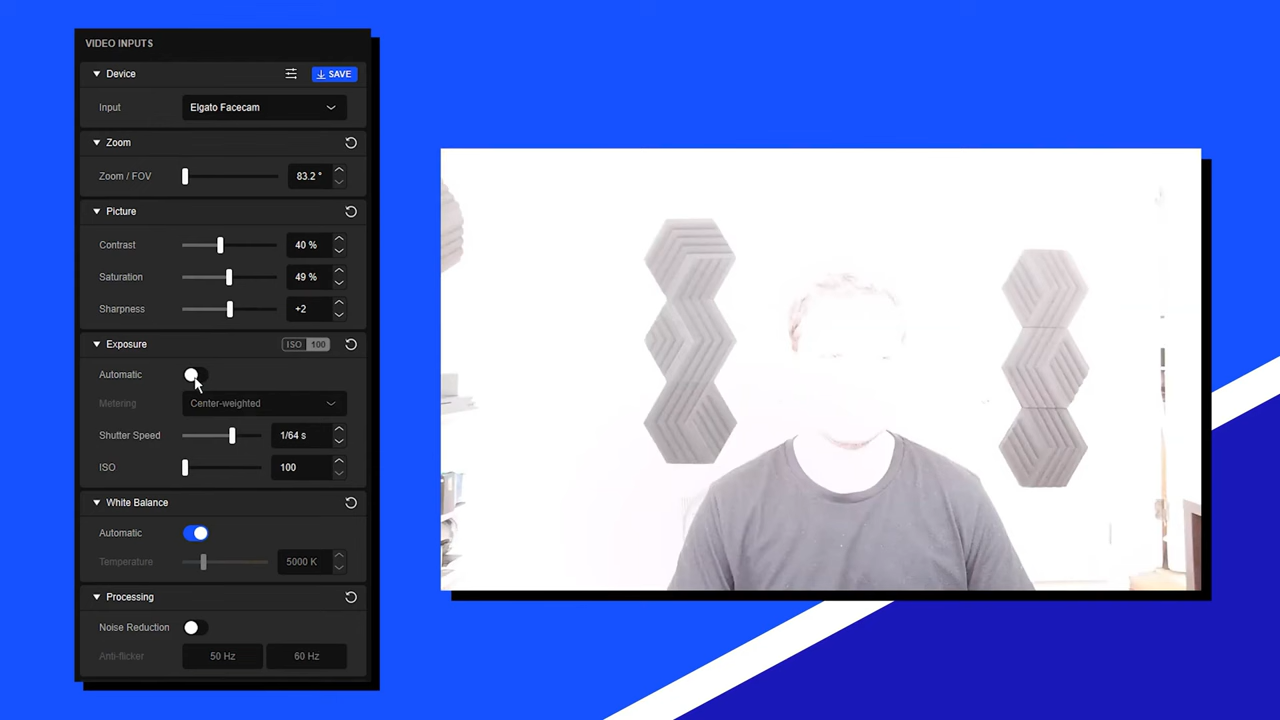 VIDEO INPUTS
Device
SAVE
Input
Elgato Facecam
Zoom
Zoom / FOV
83.2 °
Picture
Contrast
40 %
Saturation
49 %
Sharpness
+2
Exposure
ISO 100
Automatic
Metering
Center-weighted
Shutter Speed
1/64 s
ISO
100
White Balance
Automatic
Temperature
5000 K
Processing
Noise Reduction
Anti-flicker
50 Hz
60 Hz